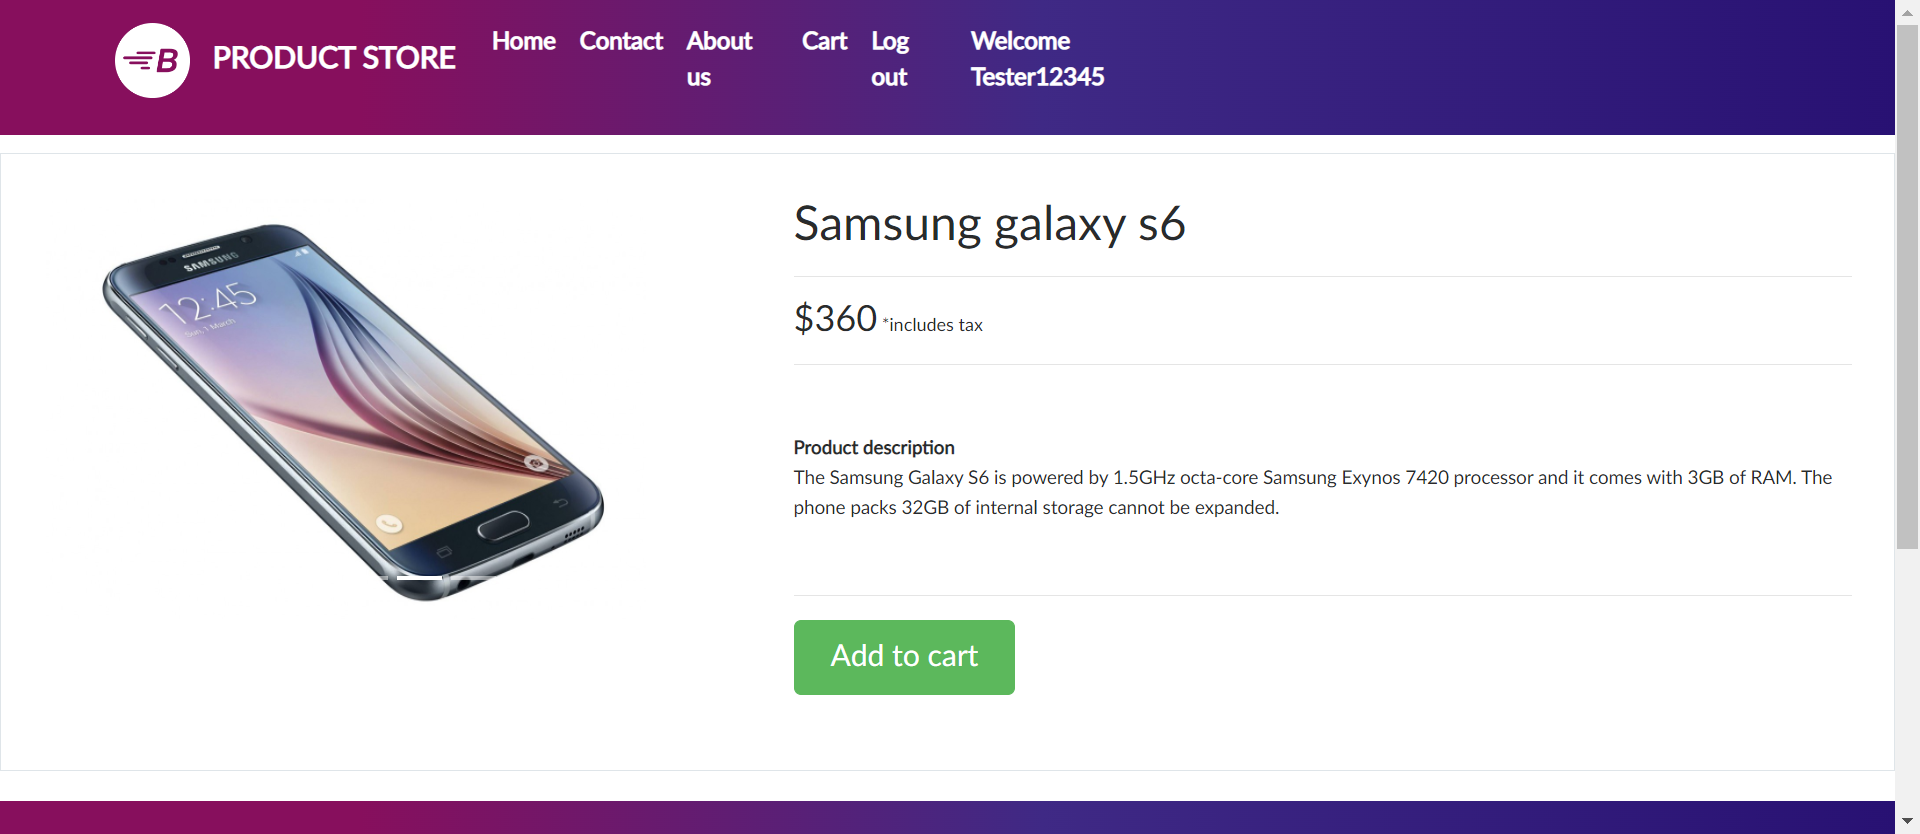 B PRODUCT STORE Home Contact About us Cart Log out Welcome Tester12345
SAMSUNG
12:45
Sun, 1 March
Samsung galaxy s6
$360 *includes tax
Product description
The Samsung Galaxy S6 is powered by 1.5GHz octa-core Samsung Exynos 7420 processor and it comes with 3GB of RAM. The
phone packs 32GB of internal storage cannot be expanded.
Add to cart